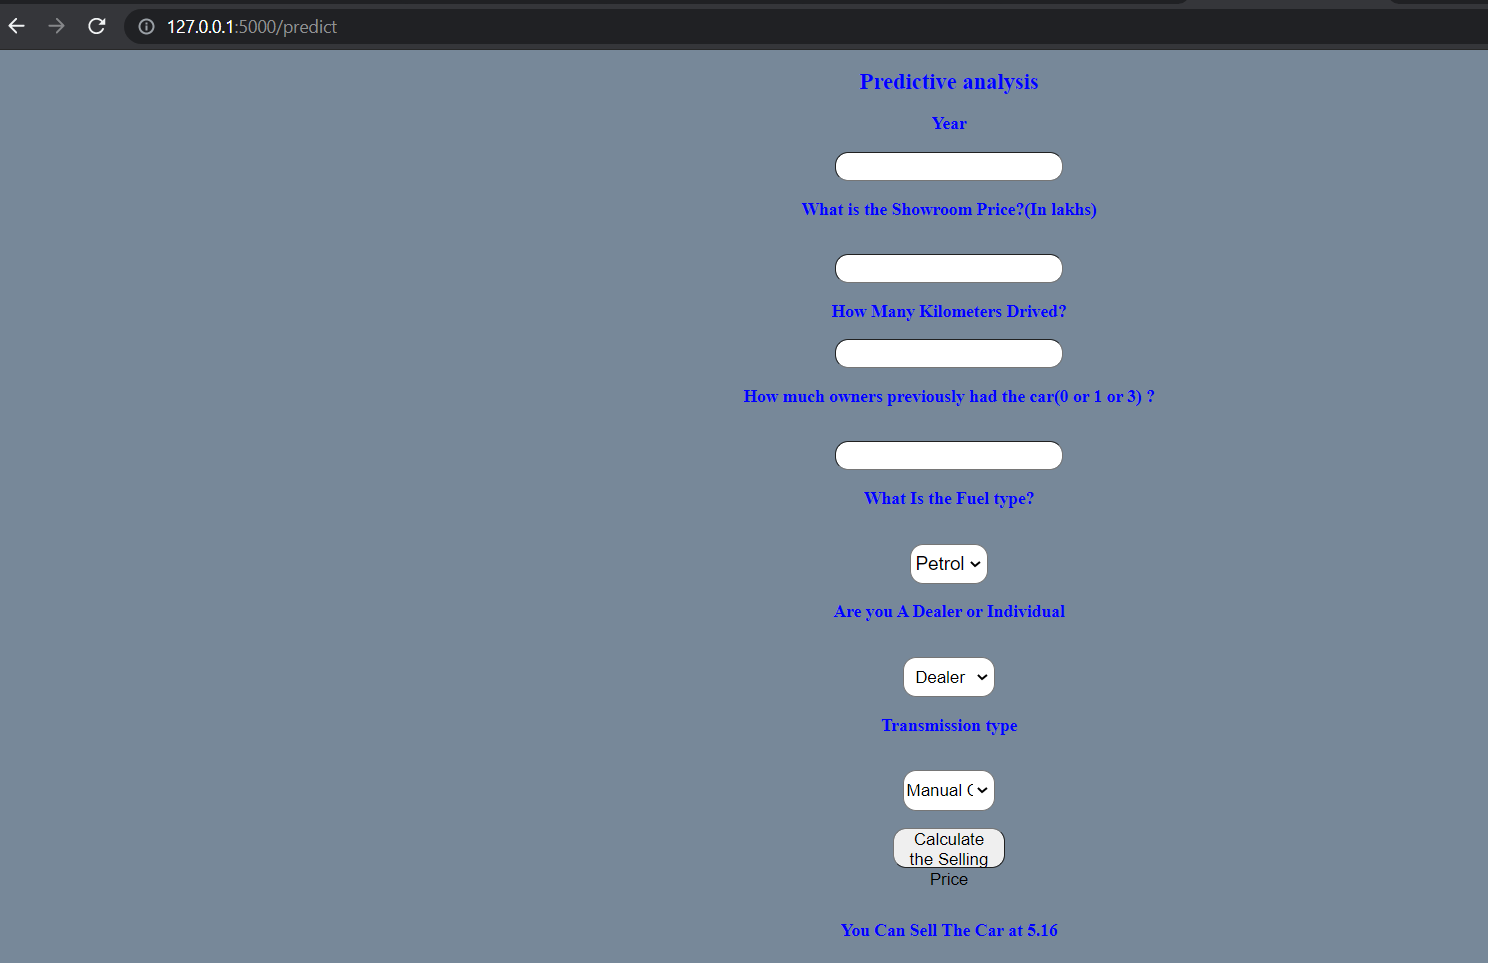 127.0.0.1:5000/predict
Predictive analysis
Year
What is the Showroom Price?(In lakhs)
How Many Kilometers Drived?
How much owners previously had the car(0 or 1 or 3) ?
What Is the Fuel type?
Petrol
Are you A Dealer or Individual
Dealer
Transmission type
Manual C
Calculate
the Selling
Price
You Can Sell The Car at 5.16